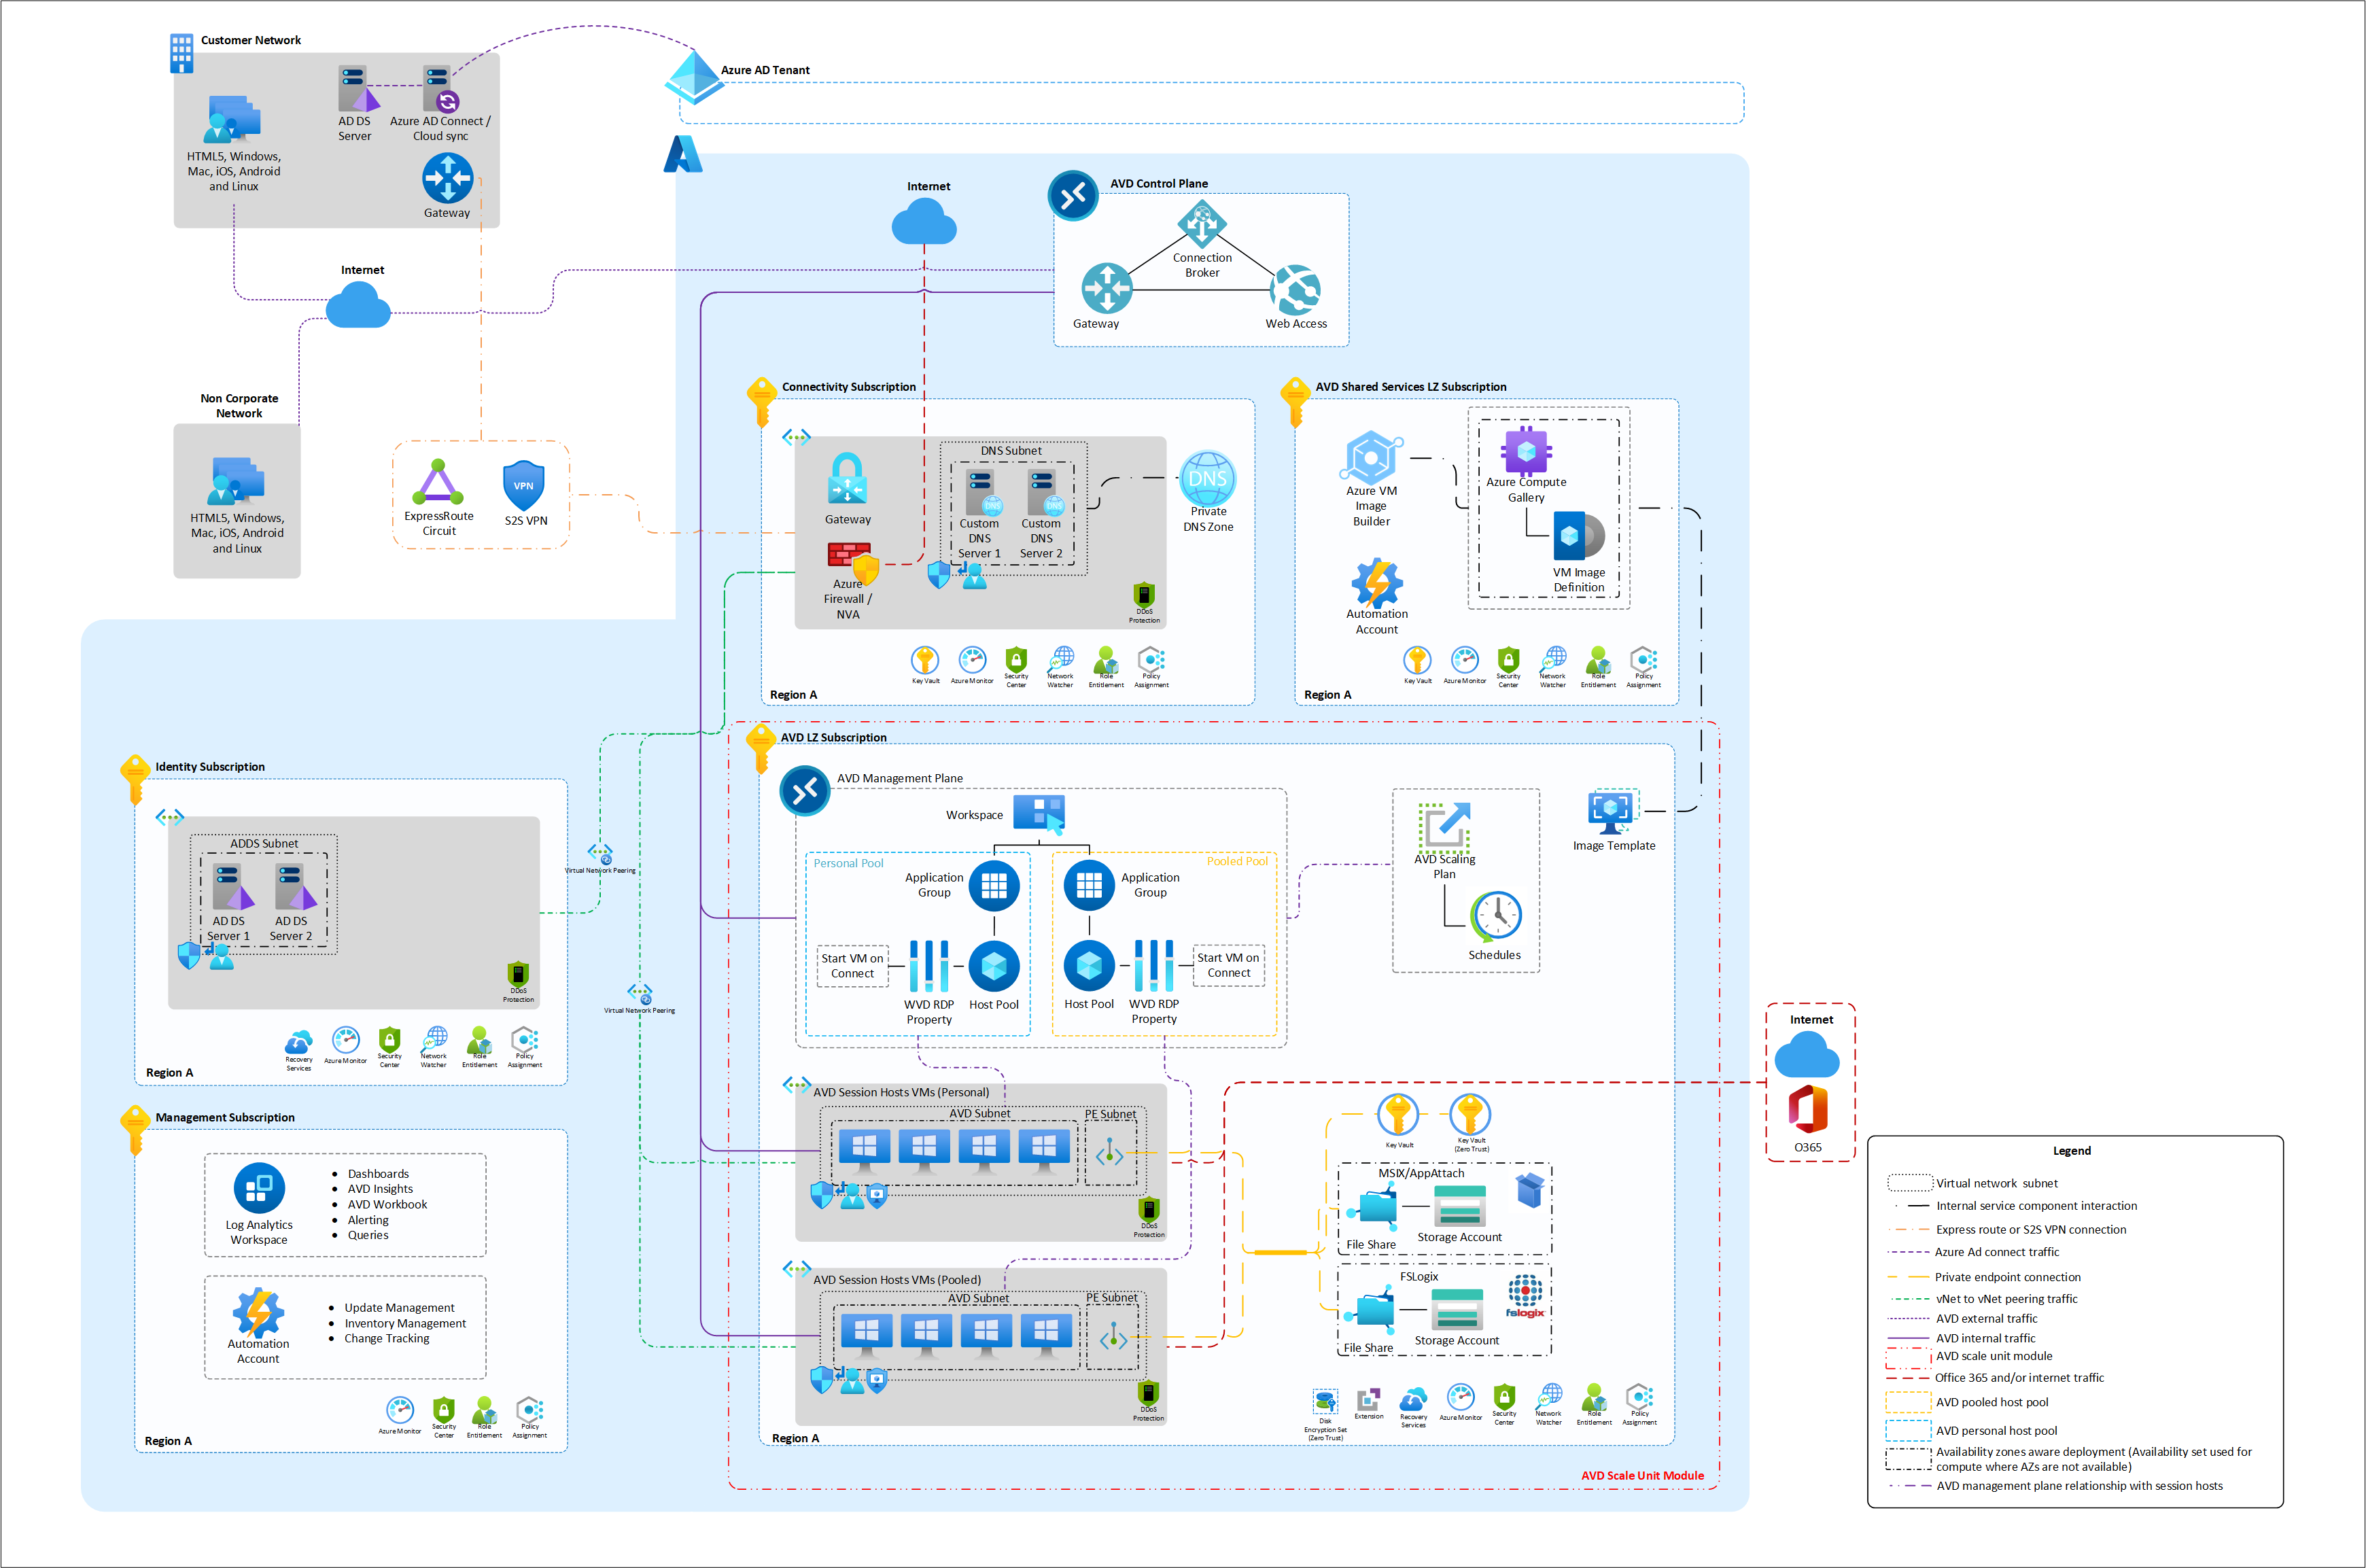 Customer Network
AD DS
Server
Azure AD Connect /
Cloud sync
HTML5, Windows,
Mac, iOS, Android
and Linux
Gateway
Azure AD Tenant
Internet
Internet
AVD Control Plane
Connection
Broker
Gateway
Web Access
Non Corporate
Network
HTML5, Windows,
Mac, iOS, Android
and Linux
ExpressRoute
Circuit
VPN
S2S VPN
Connectivity Subscription
Gateway
Azure
Firewall /
NVA
DNS Subnet
DNS
Custom
DNS
Server 1
DNS
Custom
DNS
Server 2
DNS
Private
DNS Zone
DDoS
Protection
Key Vault
Azure Monitor
Security
Center
Network
Watcher
Role
Entitlement
Policy
Assignment
Region A
AVD Shared Services LZ Subscription
Azure VM
Image
Builder
Azure Compute
Gallery
VM Image
Definition
Automation
Account
Key Vault
Azure Monitor
Security
Center
Network
Watcher
Role
Entitlement
Policy
Assignment
Region A
Identity Subscription
ADDS Subnet
AD DS
Server 1
AD DS
Server 2
DDoS
Protection
Recovery
Services
Azure Monitor
Security
Center
Network
Watcher
Role
Entitlement
Policy
Assignment
Region A
Virtual Network Peering
Virtual Network Peering
Management Subscription
Log Analytics
Workspace
• Dashboards
• AVD Insights
• AVD Workbook
• Alerting
• Queries
Automation
Account
• Update Management
• Inventory Management
• Change Tracking
Azure Monitor
Security
Center
Role
Entitlement
Policy
Assignment
Region A
AVD LZ Subscription
AVD Management Plane
Workspace
Personal Pool
Application
Group
Start VM on
Connect
WVD RDP
Property
Host Pool
Pooled Pool
Application
Group
Host Pool
WVD RDP
Property
Start VM on
Connect
AVD Scaling
Plan
Schedules
Image Template
AVD Session Hosts VMs (Personal)
AVD Subnet
PE Subnet
DDoS
Protection
AVD Session Hosts VMs (Pooled)
AVD Subnet
PE Subnet
DDoS
Protection
Key Vault
Key Vault
(Zero Trust)
MSIX/AppAttach
File Share
Storage Account
FSLogix
File Share
Storage Account
fslogix
Disk
Encryption Set
(Zero Trust)
Extension
Recovery
Services
Azure Monitor
Security
Center
Network
Watcher
Role
Entitlement
Policy
Assignment
Region A
AVD Scale Unit Module
Internet
O365
Legend
Virtual network subnet
Internal service component interaction
Express route or S2S VPN connection
Azure Ad connect traffic
Private endpoint connection
vNet to vNet peering traffic
AVD external traffic
AVD internal traffic
AVD scale unit module
Office 365 and/or internet traffic
AVD pooled host pool
AVD personal host pool
Availability zones aware deployment (Availability set used for
compute where AZs are not available)
AVD management plane relationship with session hosts